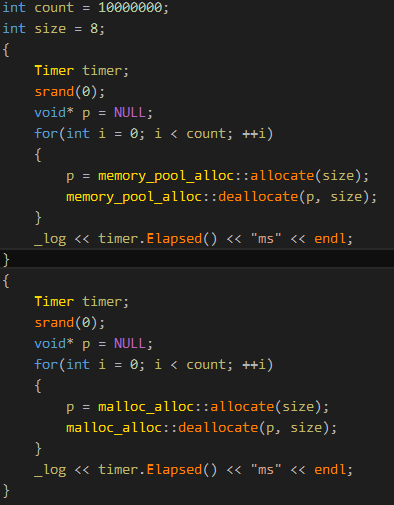 int count = 10000000;
int size = 8;
{
    Timer timer;
    srand(0);
    void* p = NULL;
    for(int i = 0; i < count; ++i)
    {
        p = memory_pool_alloc::allocate(size);
        memory_pool_alloc::deallocate(p, size);
    }
    _log << timer.Elapsed() << "ms" << endl;
}
{
    Timer timer;
    srand(0);
    void* p = NULL;
    for(int i = 0; i < count; ++i)
    {
        p = malloc_alloc::allocate(size);
        malloc_alloc::deallocate(p, size);
    }
    _log << timer.Elapsed() << "ms" << endl;
}